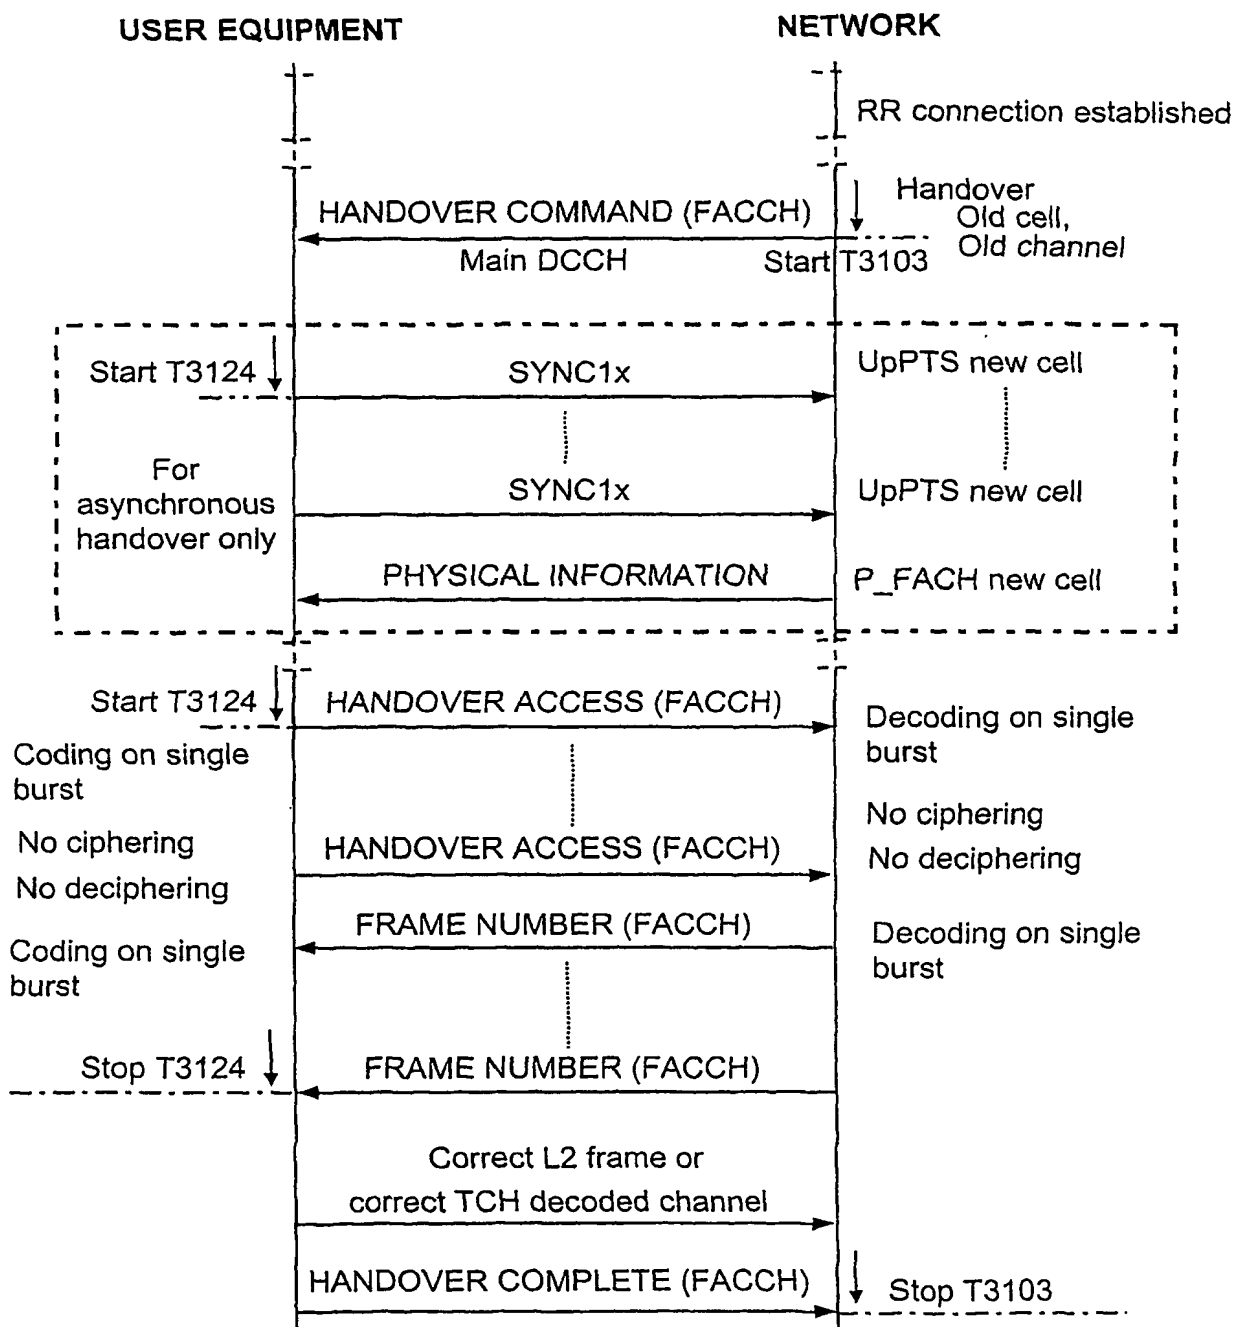 USER EQUIPMENT
NETWORK
RR connection established
HANDOVER COMMAND (FACCH)
Handover
Old cell,
Old channel
Main DCCH
Start T3103
Start T3124
SYNC1x
UpPTS new cell
For
asynchronous
handover only
SYNC1x
UpPTS new cell
PHYSICAL INFORMATION
P_FACH new cell
Start T3124
HANDOVER ACCESS (FACCH)
Decoding on single
burst
Coding on single
burst
No ciphering
No deciphering
HANDOVER ACCESS (FACCH)
No ciphering
No deciphering
FRAME NUMBER (FACCH)
Coding on single
burst
Decoding on single
burst
Stop T3124
FRAME NUMBER (FACCH)
Correct L2 frame or
correct TCH decoded channel
HANDOVER COMPLETE (FACCH)
Stop T3103